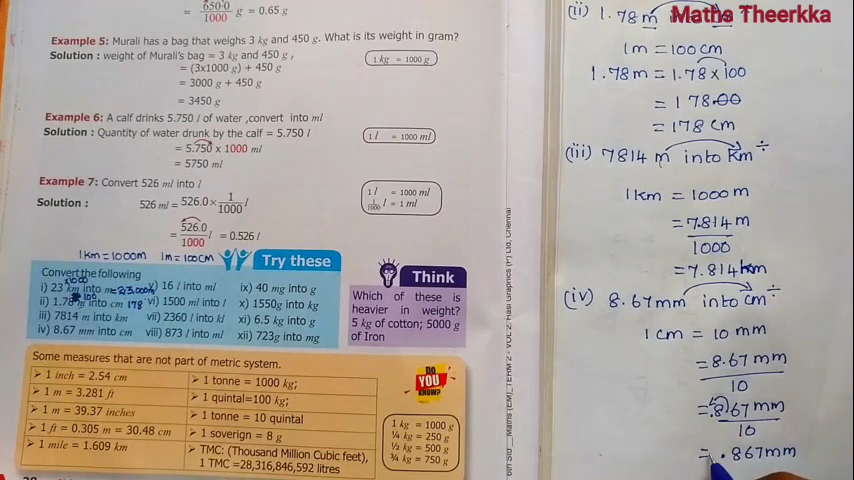 = 650.0/1000 g = 0.65 g
Example 5: Murali has a bag that weighs 3 kg and 450 g. What is its weight in gram?
Solution : weight of Murali's bag = 3 kg and 450 g ,
1 kg = 1000 g
= (3x1000 g) + 450 g
= 3000 g + 450 g
= 3450 g
Example 6: A calf drinks 5.750 l of water ,convert into ml
Solution : Quantity of water drunk by the calf = 5.750 l
1 l = 1000 ml
= 5.750 x 1000 ml
= 5750 ml
Example 7: Convert 526 ml into l
Solution : 526 ml = 526.0 × 1/1000 l
1 l = 1000 ml
1/1000 l = 1 ml
= 526.0/1000 l = 0.526 l
1km = 1000m 1m = 100cm
Try these
Convert the following
i) 23 km into m = 23,000m
ii) 1.78 m into cm 178
iii) 7814 m into km
iv) 8.67 mm into cm
v) 16 l into ml
vi) 1500 ml into l
vii) 2360 l into kl
viii) 873 l into ml
ix) 40 mg into g
x) 1550g into kg
xi) 6.5 kg into g
xii) 723g into mg
Think
Which of these is
heavier in weight?
5 kg of cotton; 5000 g
of Iron
Some measures that are not part of metric system.
➢ 1 inch = 2.54 cm
➢ 1 m = 3.281 ft
➢ 1 m = 39.37 inches
➢ 1 ft = 0.305 m = 30.48 cm
➢ 1 mile = 1.609 km
➢ 1 tonne = 1000 kg;
➢ 1 quintal=100 kg;
➢ 1 tonne = 10 quintal
➢ 1 soverign = 8 g
➢ TMC: (Thousand Million Cubic feet),
1 TMC =28,316,846,592 litres
DO
YOU
KNOW?
1 kg = 1000 g
¼ kg = 250 g
½ kg = 500 g
¾ kg = 750 g
Maths Theerkka
(ii) 1.78 m
1m = 100cm
1.78m = 1.78 × 100
= 178.00
= 178 cm
(iii) 7814 m into km ÷
1km = 1000 m
= 7.814 m
1000
= 7.814km
(iv) 8.67mm into cm ÷
1 cm = 10 mm
= 8.67 mm
10
= .8 67 mm
10
= .867mm